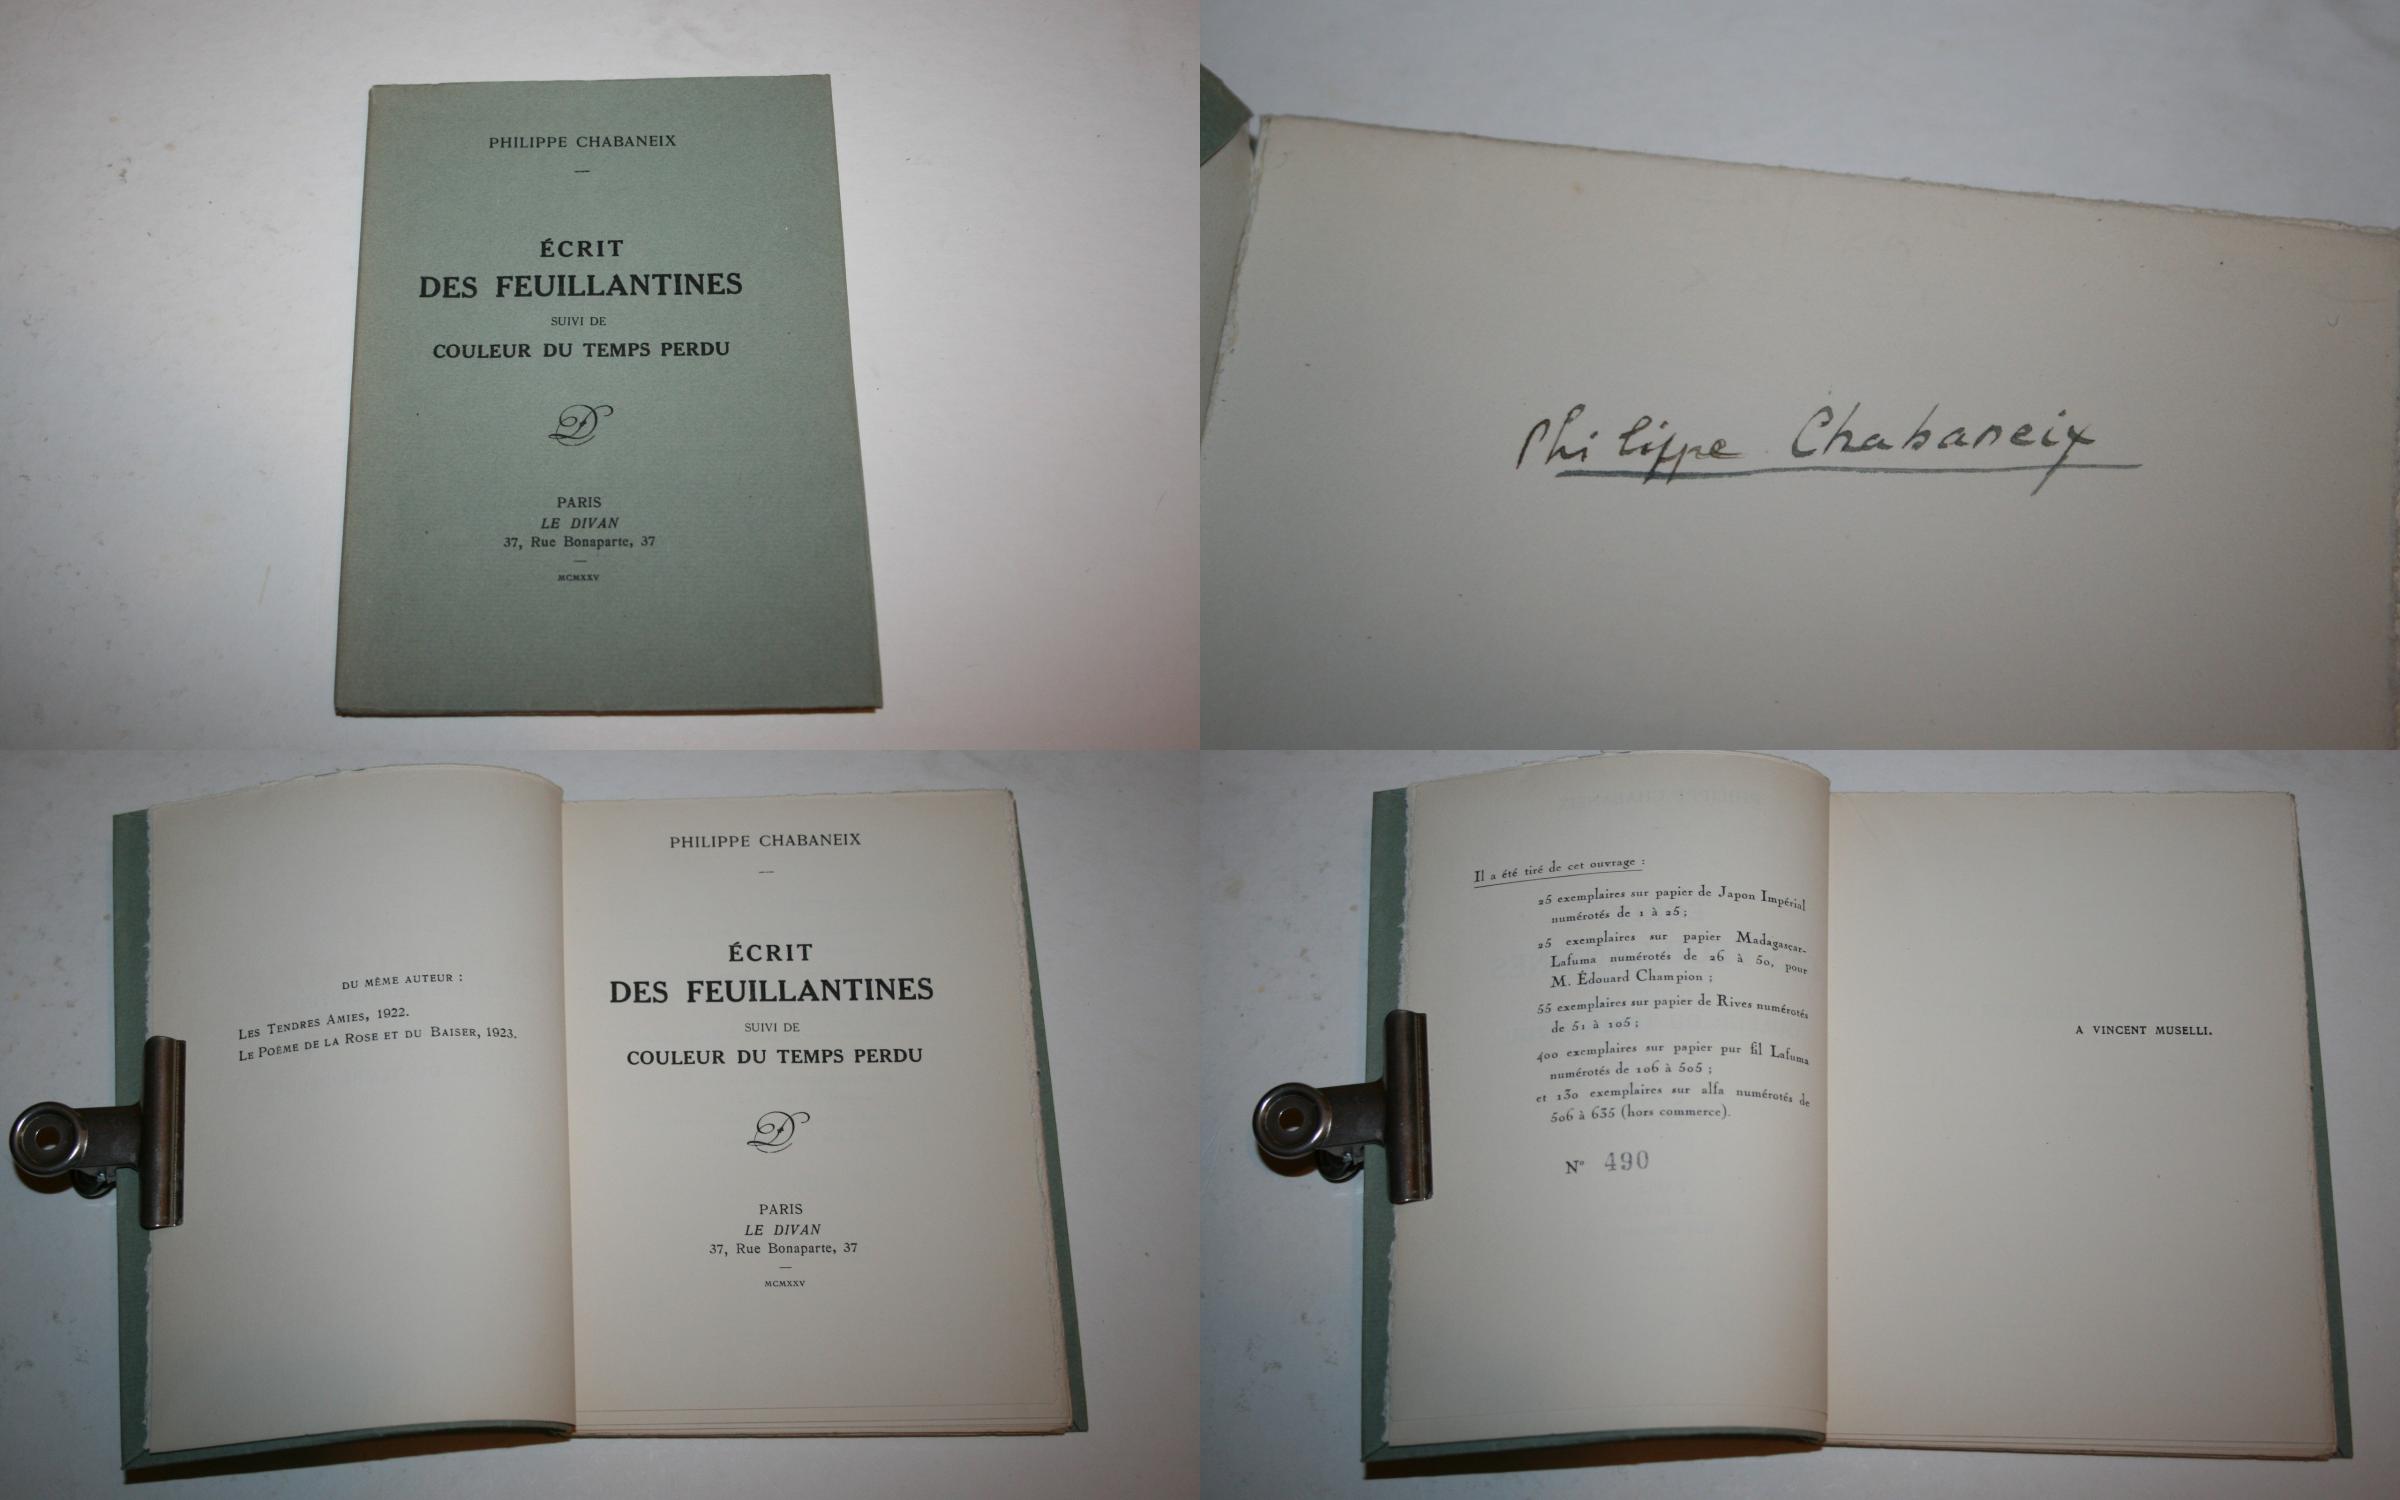 PHILIPPE CHABANEIX
—
ÉCRIT
DES FEUILLANTINES
SUIVI DE
COULEUR DU TEMPS PERDU
D
PARIS
LE DIVAN
37, Rue Bonaparte, 37
—
MCMXXV
Philippe Chabaneix
DU MÊME AUTEUR :
LES TENDRES AMIES, 1922.
LE POÈME DE LA ROSE ET DU BAISER, 1923.
PHILIPPE CHABANEIX
—
ÉCRIT
DES FEUILLANTINES
SUIVI DE
COULEUR DU TEMPS PERDU
D
PARIS
LE DIVAN
37, Rue Bonaparte, 37
—
MCMXXV
Il a été tiré de cet ouvrage :
25 exemplaires sur papier de Japon Impérial
numérotés de 1 à 25 ;
25 exemplaires sur papier Madagascar-
Lafuma numérotés de 26 à 50, pour
M. Édouard Champion ;
55 exemplaires sur papier de Rives numérotés
de 51 à 105 ;
400 exemplaires sur papier pur fil Lafuma
numérotés de 106 à 505 ;
et 130 exemplaires sur alfa numérotés de
506 à 635 (hors commerce).
N° 490
A VINCENT MUSELLI.